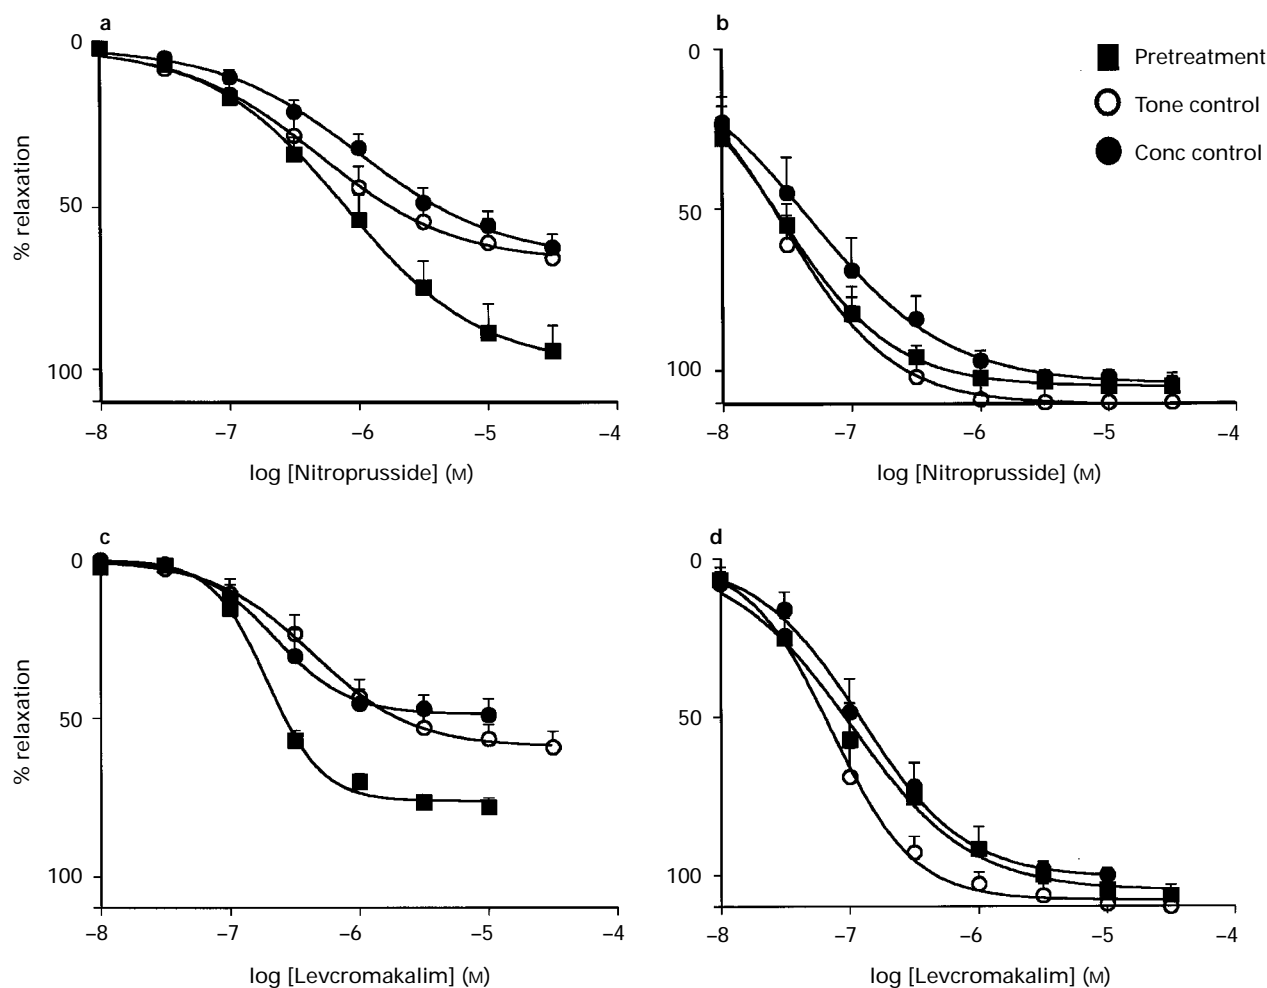 a
0
50
100
% relaxation
−8 −7 −6 −5 −4
log [Nitroprusside] (M)
b
0
50
100
−8 −7 −6 −5 −4
log [Nitroprusside] (M)
Pretreatment
Tone control
Conc control
c
0
50
100
% relaxation
−8 −7 −6 −5 −4
log [Levcromakalim] (M)
d
0
50
100
−8 −7 −6 −5 −4
log [Levcromakalim] (M)